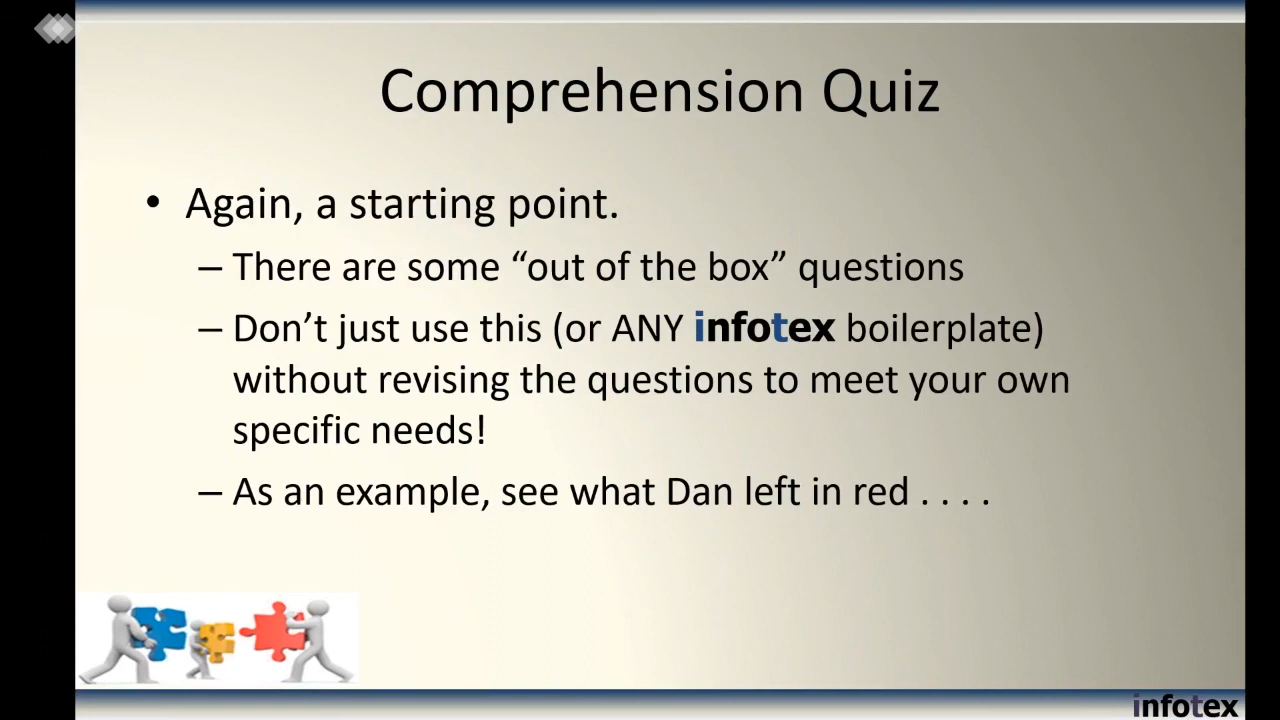 Comprehension Quiz
• Again, a starting point.
– There are some “out of the box” questions
– Don’t just use this (or ANY infotex boilerplate)
without revising the questions to meet your own
specific needs!
– As an example, see what Dan left in red . . . .
infotex